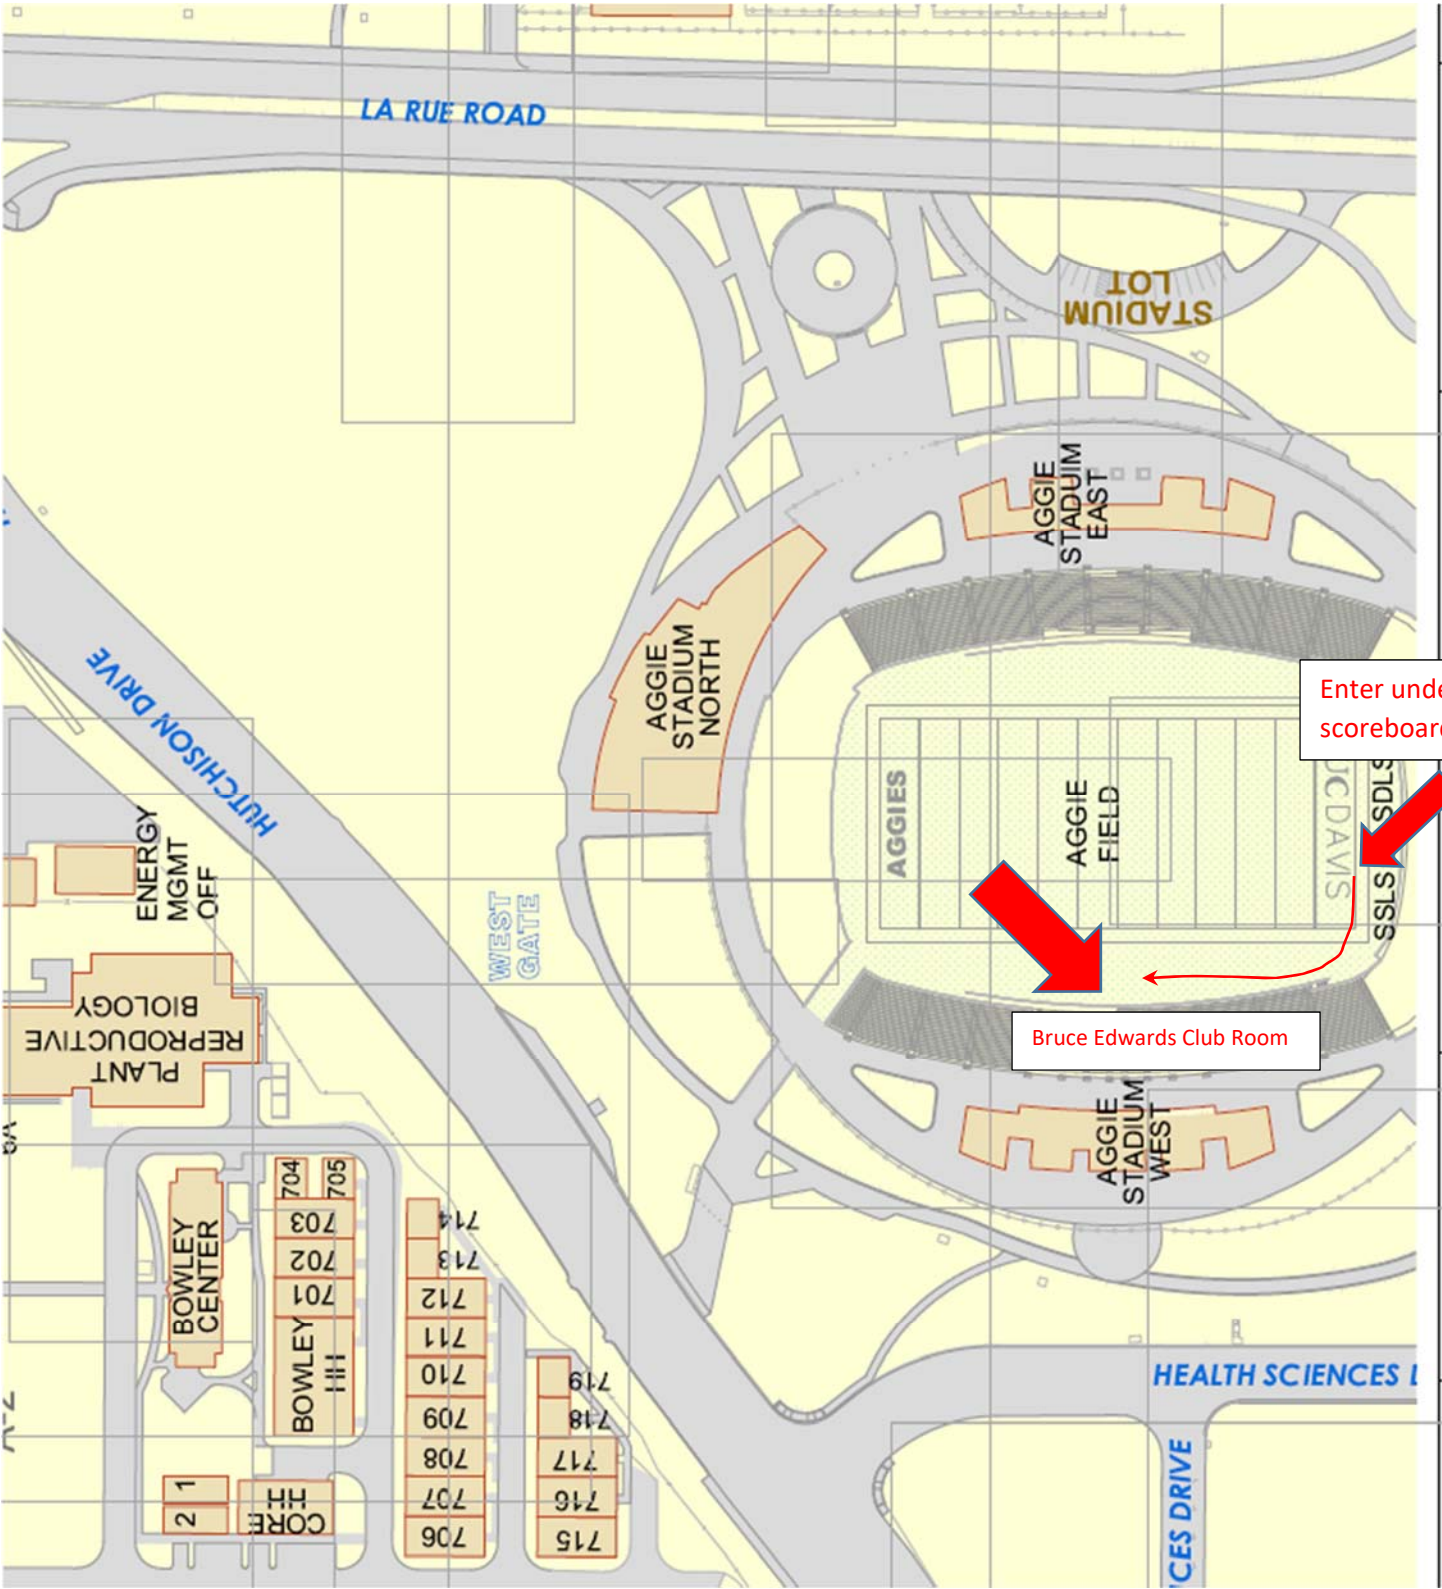 LA RUE ROAD
STADIUM
LOT
AGGIE
STADUIM
EAST
AGGIE
STADIUM
NORTH
HUTCHISON DRIVE
Enter unde
scoreboar
AGGIES
AGGIE
FIELD
UCDAVIS
SSLS
SDLS
ENERGY
MGMT
OFF
WEST
GATE
PLANT
REPRODUCTIVE
BIOLOGY
Bruce Edwards Club Room
AGGIE
STADIUM
WEST
BOWLEY
CENTER
704
705
703
702
701
BOWLEY
HH
714
713
712
711
710
709
708
707
706
719
718
717
716
715
1
2
CORE
HH
HEALTH SCIENCES
CES DRIVE